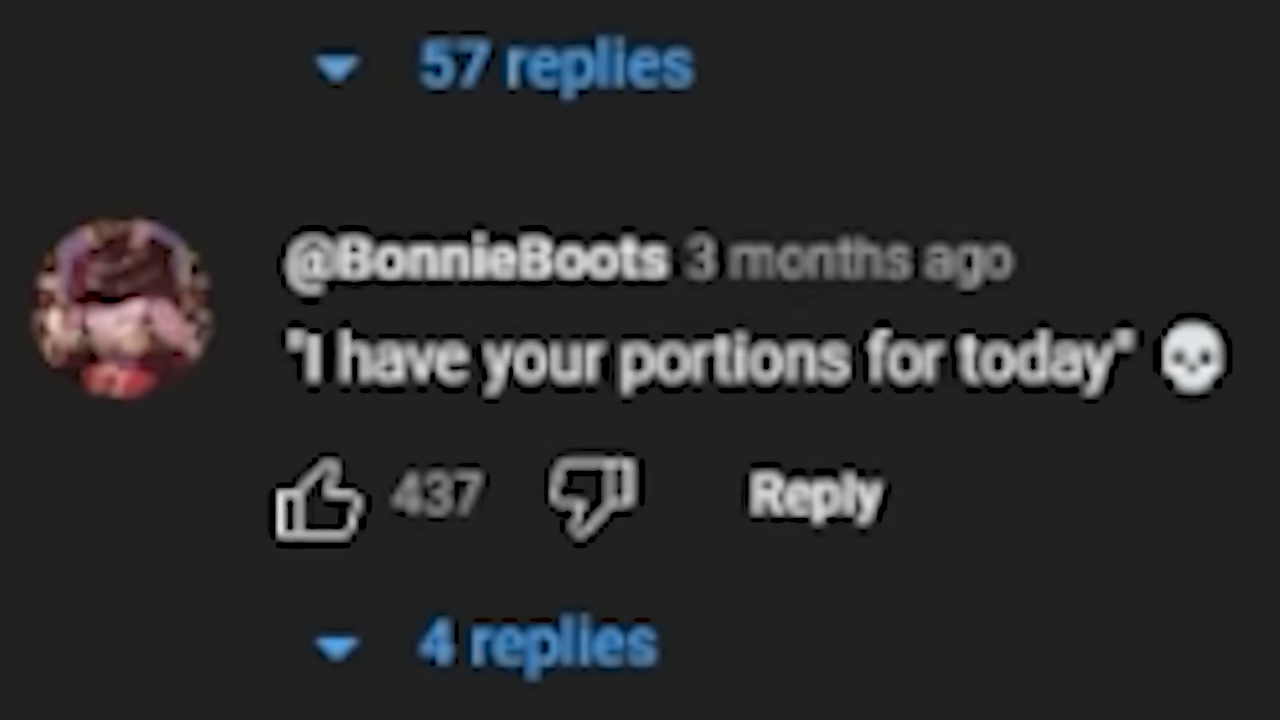 57 replies
@BonnieBoots 3 months ago
"I have your portions for today" 💀
437 Reply
4 replies